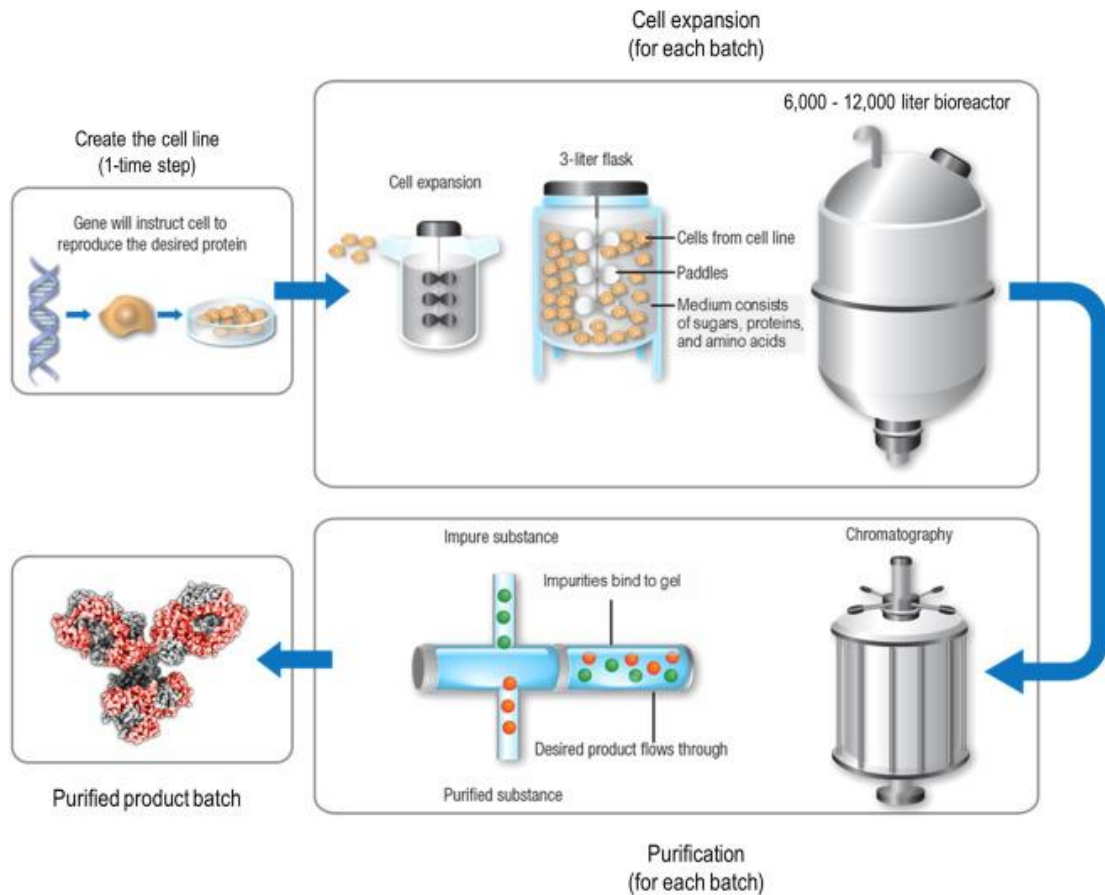 Cell expansion
(for each batch)
6,000 - 12,000 liter bioreactor
Create the cell line
(1-time step)
3-liter flask
Cell expansion
Gene will instruct cell to
reproduce the desired protein
Cells from cell line
Paddles
Medium consists
of sugars, proteins,
and amino acids
Impure substance
Chromatography
Impurities bind to gel
Desired product flows through
Purified product batch
Purified substance
Purification
(for each batch)